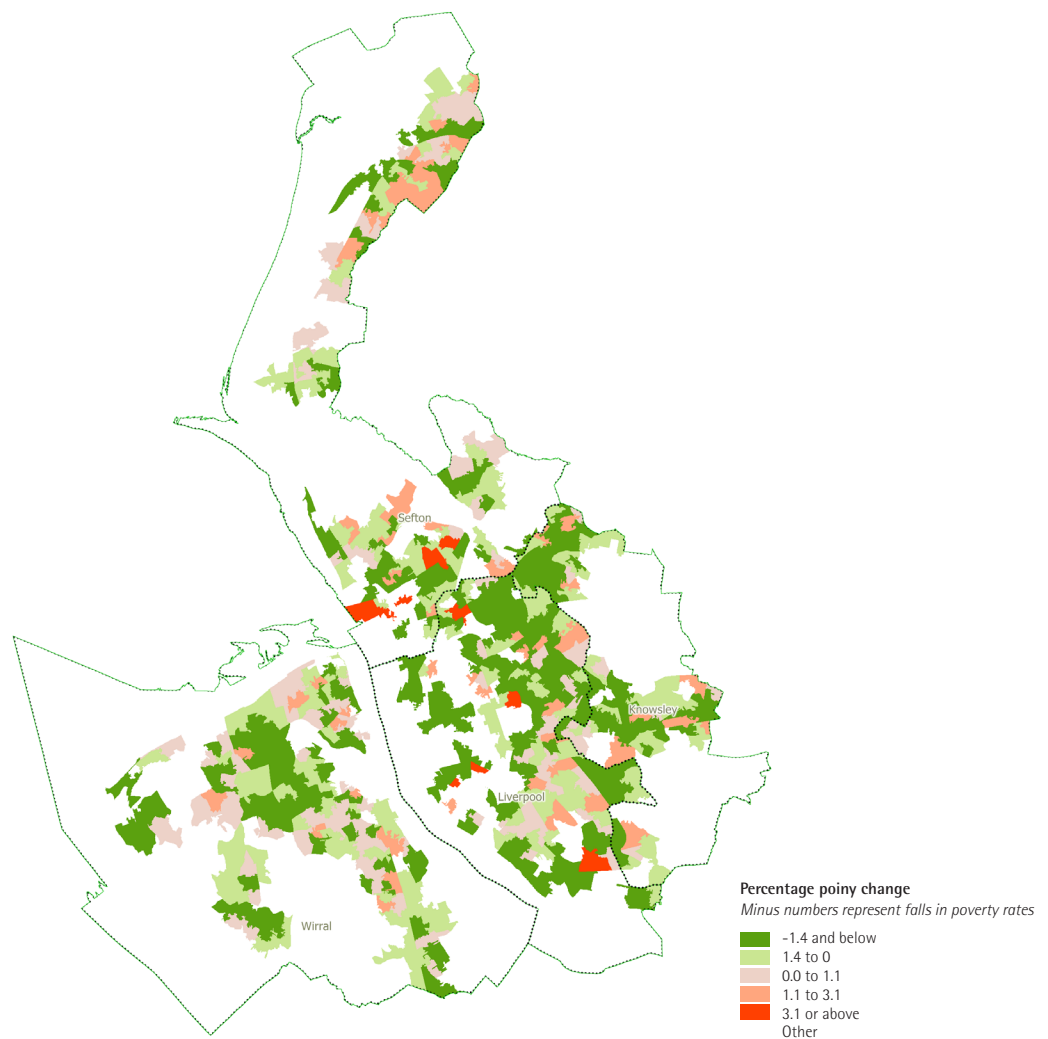 Sefton
Knowsley
Liverpool
Wirral
Percentage poiny change
Minus numbers represent falls in poverty rates
-1.4 and below
1.4 to 0
0.0 to 1.1
1.1 to 3.1
3.1 or above
Other